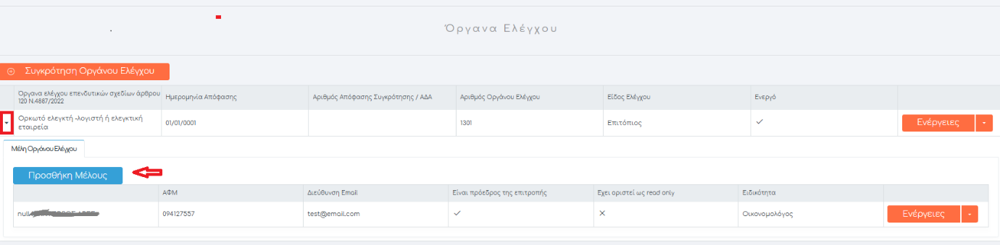 Όργανα Ελέγχου
Συγκρότηση Οργάνου Ελέγχου
Όργανα ελέγχου επενδυτικών σχεδίων άρθρου
120 Ν.4887/2022
Ημερομηνία Απόφασης
Αριθμός Απόφασης Συγκρότησης / ΑΔΑ
Αριθμός Οργάνου Ελέγχου
Είδος Ελέγχου
Ενεργό
Ορκωτό ελεγκτή -λογιστή ή ελεγκτική
εταιρεία
01/01/0001
1301
Επιτόπιος
Ενέργειες
Μέλη Οργάνου Ελέγχου
Προσθήκη Μέλους
ΑΦΜ
Διεύθυνση Email
Είναι πρόεδρος της επιτροπής
Εχει οριστεί ως read only
Ειδικότητα
null
094127557
test@email.com
Οικονομολόγος
Ενέργειες